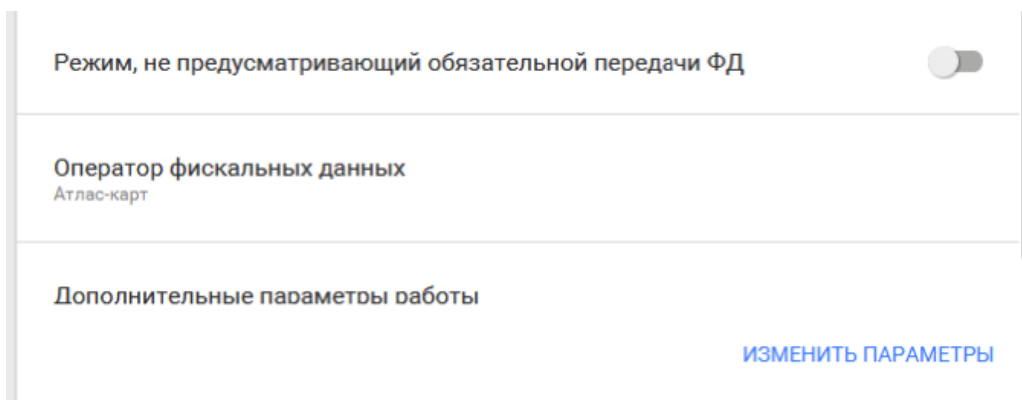 Режим, не предусматривающий обязательной передачи ФД
Оператор фискальных данных
Атлас-карт
Дополнительные параметры работы
ИЗМЕНИТЬ ПАРАМЕТРЫ